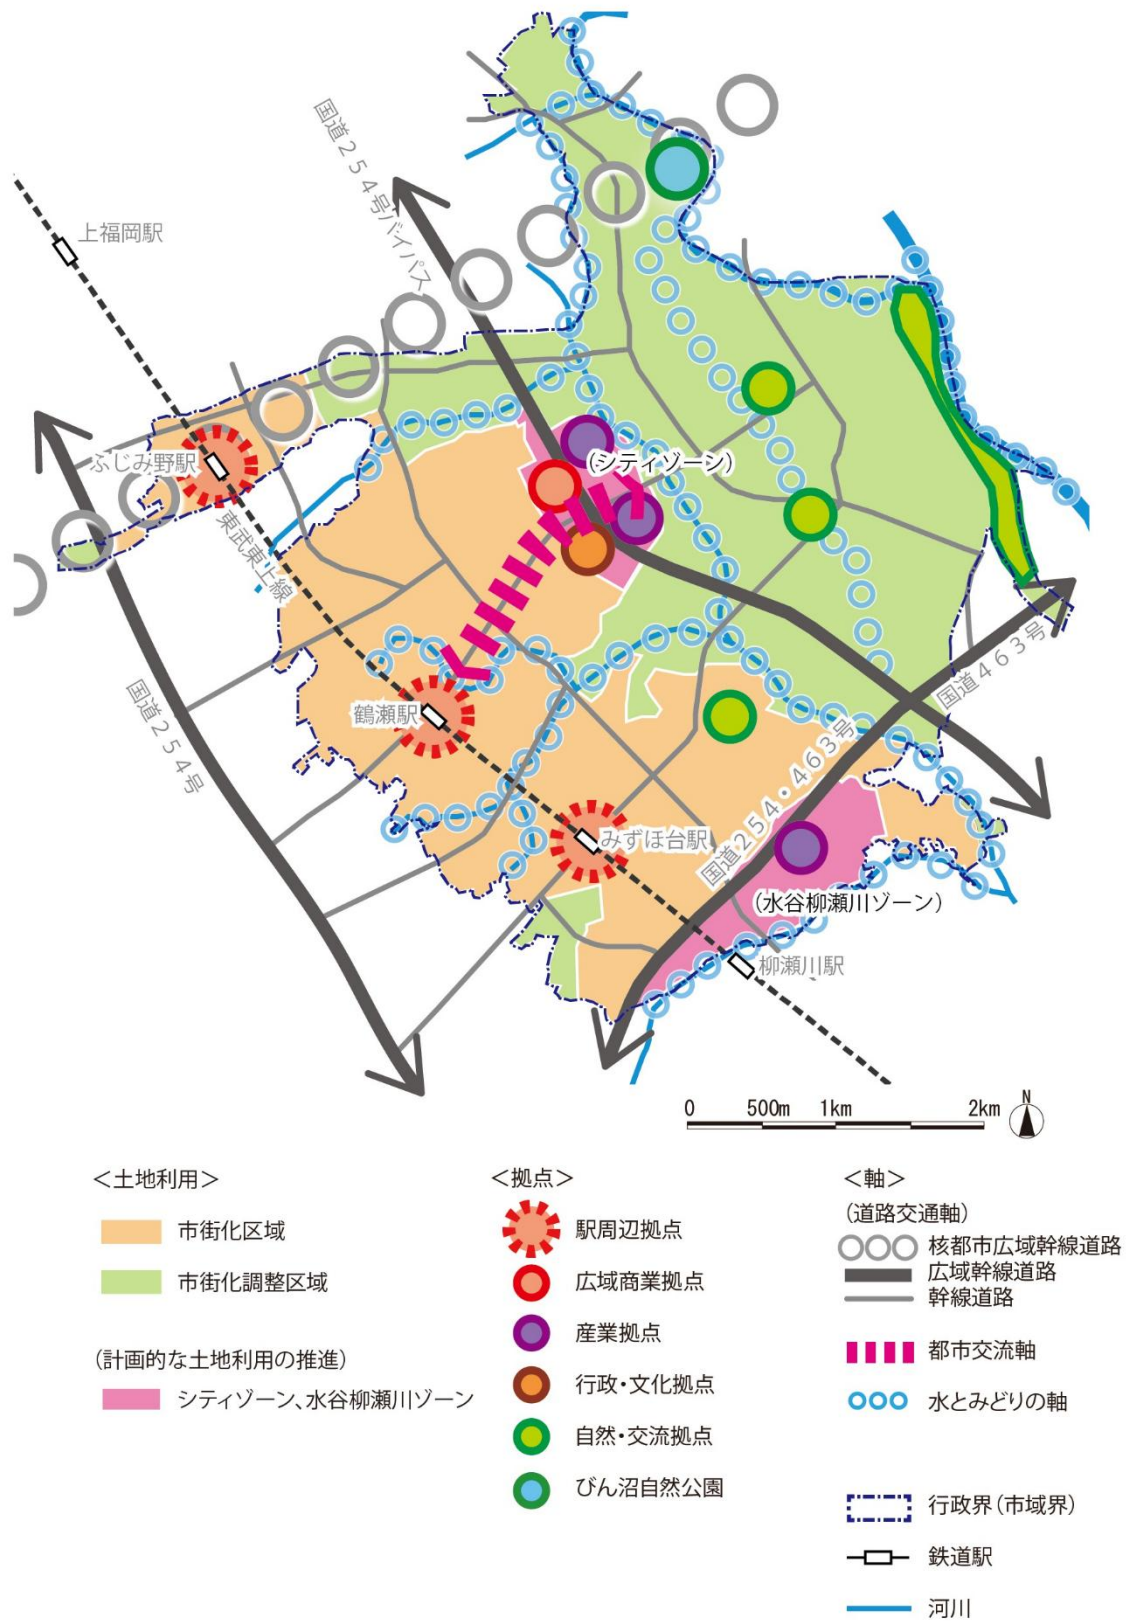 国道２５４号バイパス
上福岡駅
ふじみ野駅
(シティゾーン)
東武東上線
国道２５４号
鶴瀬駅
国道４６３号
国道２５４・４６３号
みずほ台駅
(水谷柳瀬川ゾーン)
柳瀬川駅
0 500m 1km 2km
N
＜土地利用＞
市街化区域
市街化調整区域
(計画的な土地利用の推進)
シティゾーン、水谷柳瀬川ゾーン
＜拠点＞
駅周辺拠点
広域商業拠点
産業拠点
行政・文化拠点
自然・交流拠点
びん沼自然公園
＜軸＞
(道路交通軸)
核都市広域幹線道路
広域幹線道路
幹線道路
都市交流軸
水とみどりの軸
行政界(市域界)
鉄道駅
河川